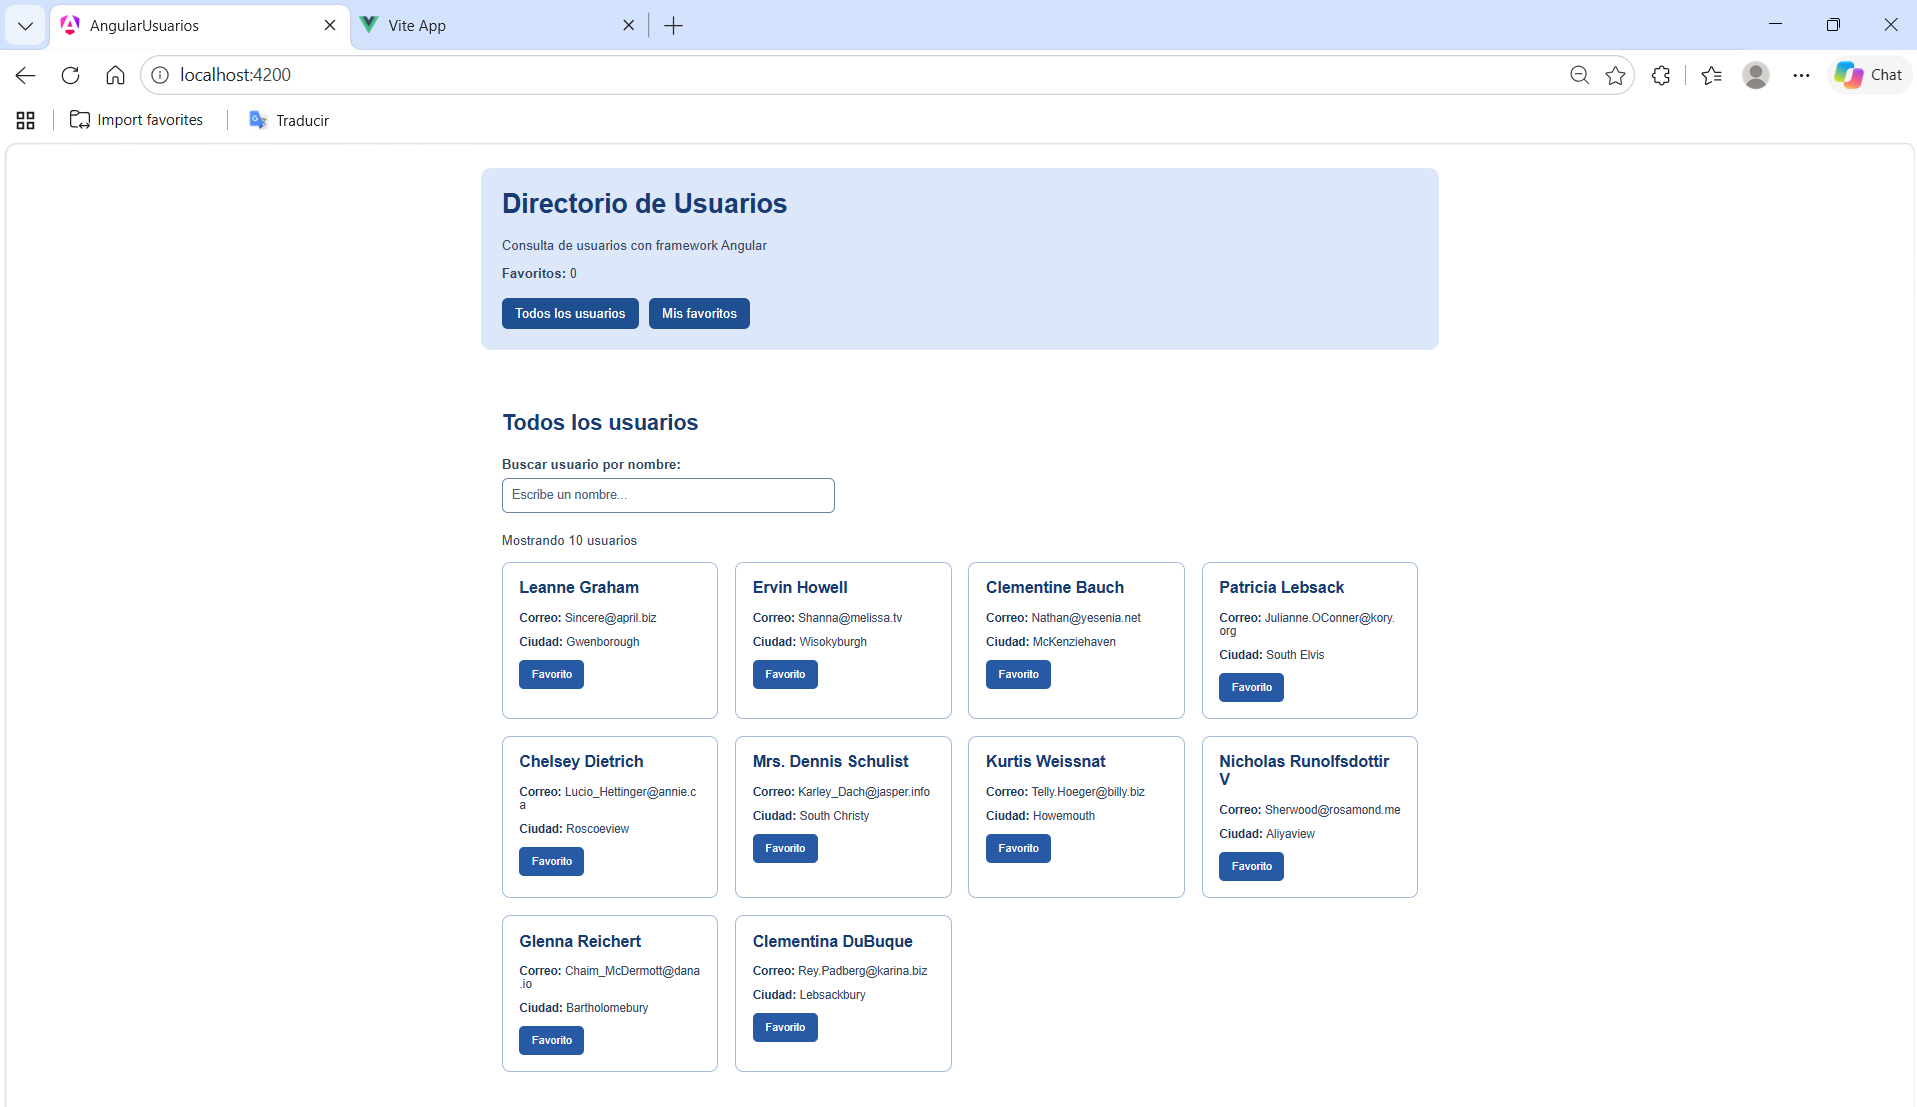 AngularUsuarios
Vite App
localhost:4200
Chat
Import favorites
Traducir
Directorio de Usuarios
Consulta de usuarios con framework Angular
Favoritos: 0
Todos los usuarios Mis favoritos
Todos los usuarios
Buscar usuario por nombre:
Escribe un nombre...
Mostrando 10 usuarios
Leanne Graham
Correo: Sincere@april.biz
Ciudad: Gwenborough
Favorito
Ervin Howell
Correo: Shanna@melissa.tv
Ciudad: Wisokyburgh
Favorito
Clementine Bauch
Correo: Nathan@yesenia.net
Ciudad: McKenziehaven
Favorito
Patricia Lebsack
Correo: Julianne.OConner@kory.
org
Ciudad: South Elvis
Favorito
Chelsey Dietrich
Correo: Lucio_Hettinger@annie.c
a
Ciudad: Roscoeview
Favorito
Mrs. Dennis Schulist
Correo: Karley_Dach@jasper.info
Ciudad: South Christy
Favorito
Kurtis Weissnat
Correo: Telly.Hoeger@billy.biz
Ciudad: Howemouth
Favorito
Nicholas Runolfsdottir
V
Correo: Sherwood@rosamond.me
Ciudad: Aliyaview
Favorito
Glenna Reichert
Correo: Chaim_McDermott@dana
.io
Ciudad: Bartholomebury
Favorito
Clementina DuBuque
Correo: Rey.Padberg@karina.biz
Ciudad: Lebsackbury
Favorito